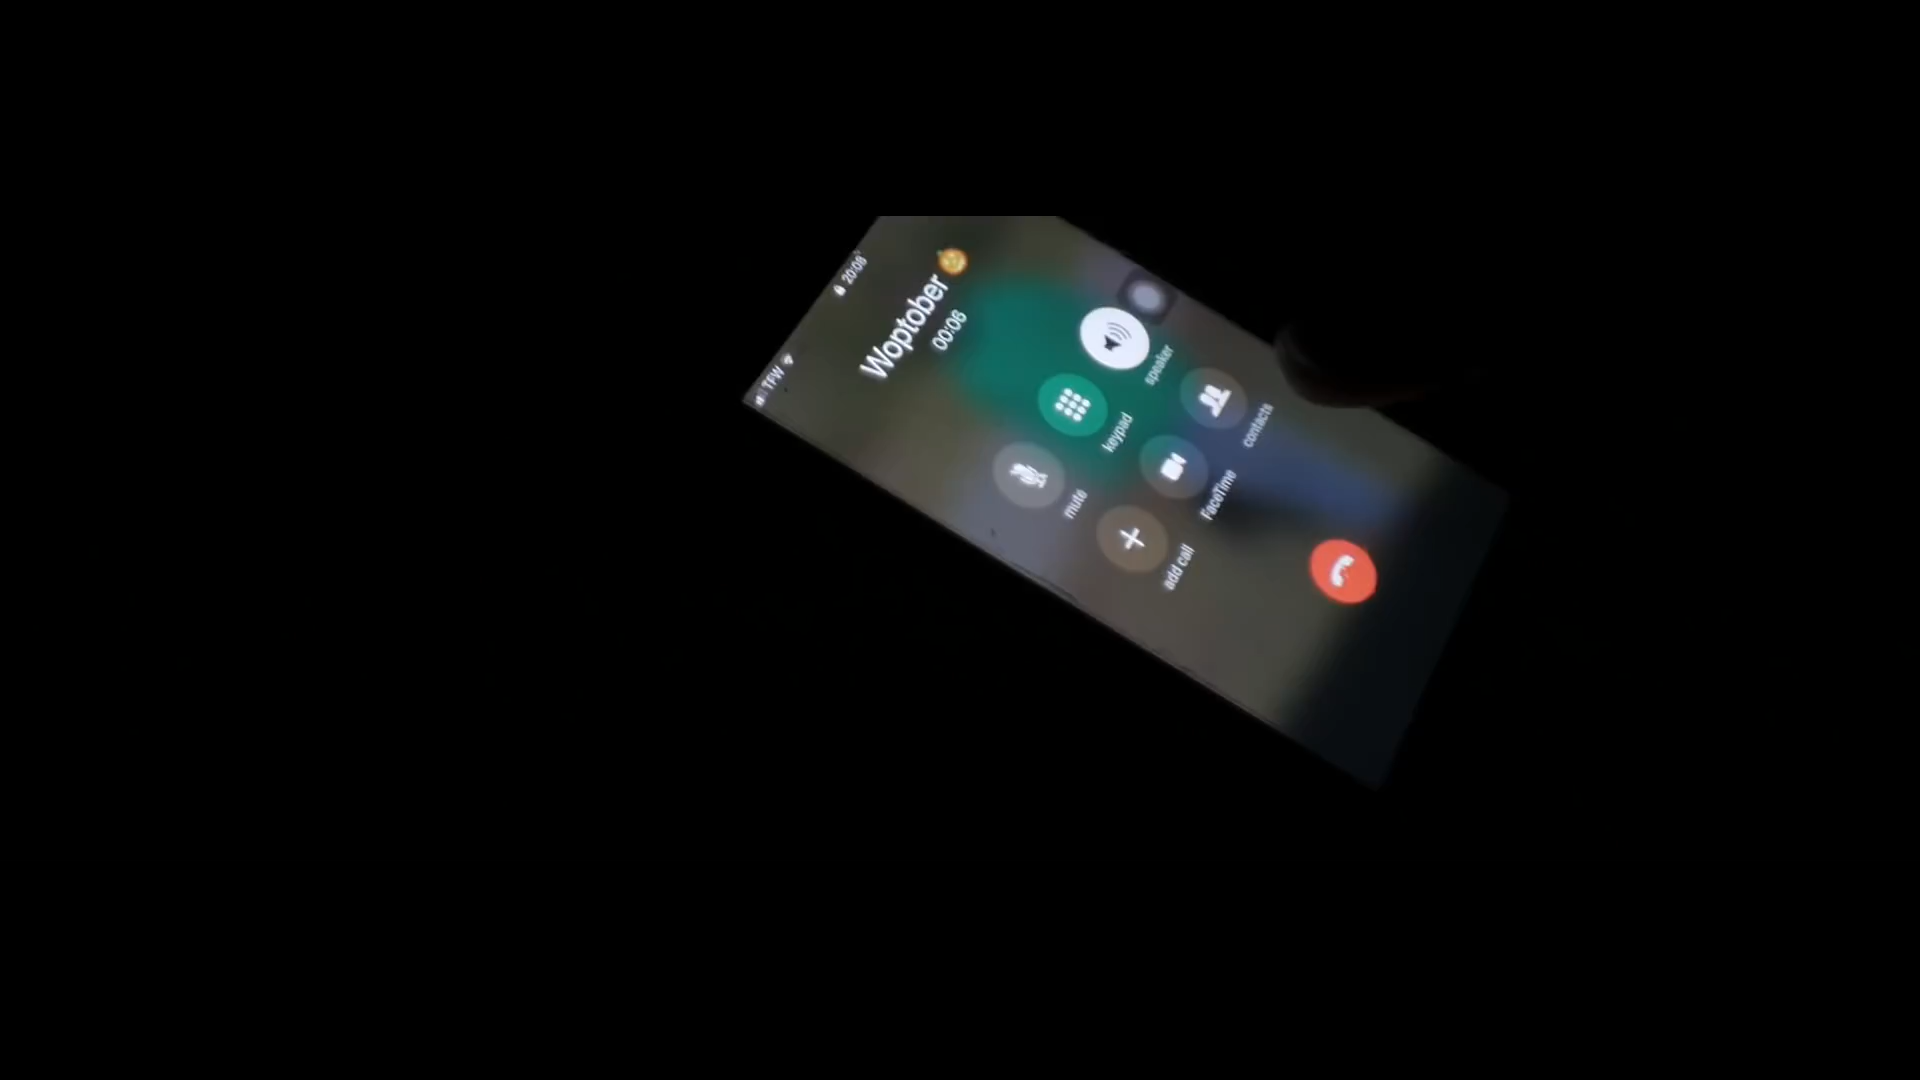 TFW 20:08
Woptober
00:06
mute keypad speaker
add call FaceTime contacts